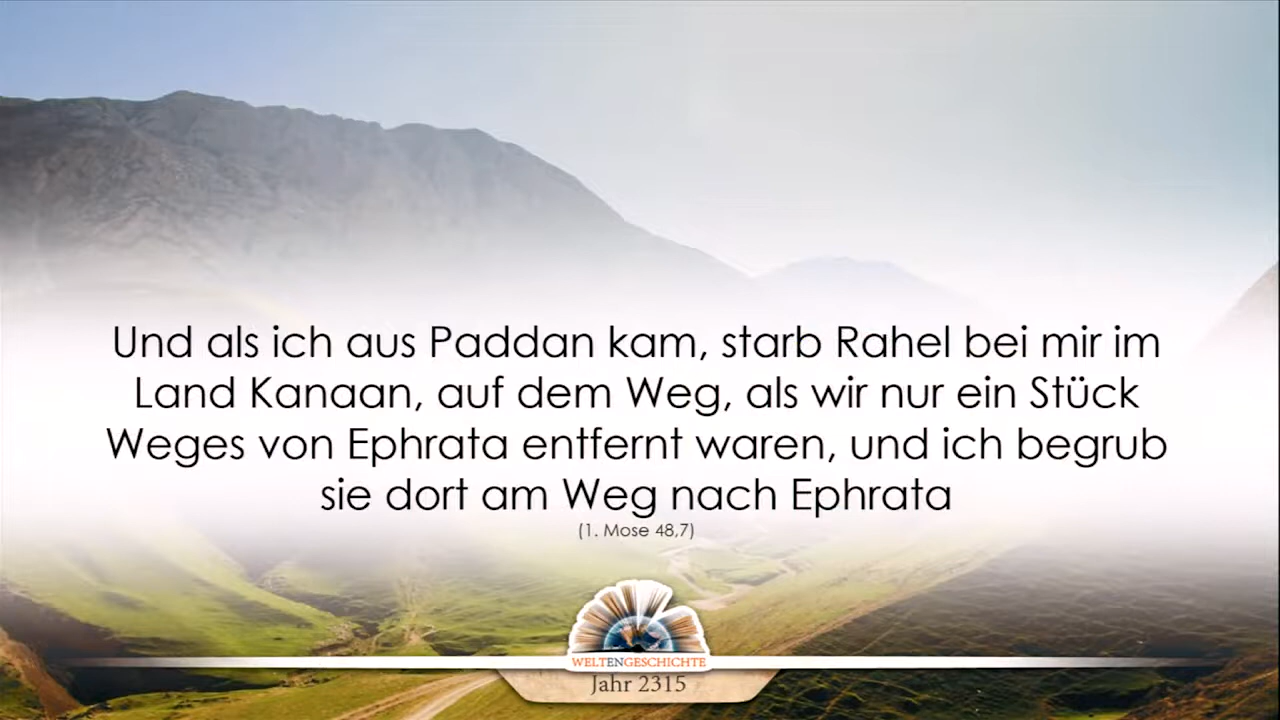 Und als ich aus Paddan kam, starb Rahel bei mir im
Land Kanaan, auf dem Weg, als wir nur ein Stück
Weges von Ephrata entfernt waren, und ich begrub
sie dort am Weg nach Ephrata
(1. Mose 48,7)
WELTENGESCHICHTE
Jahr 2315